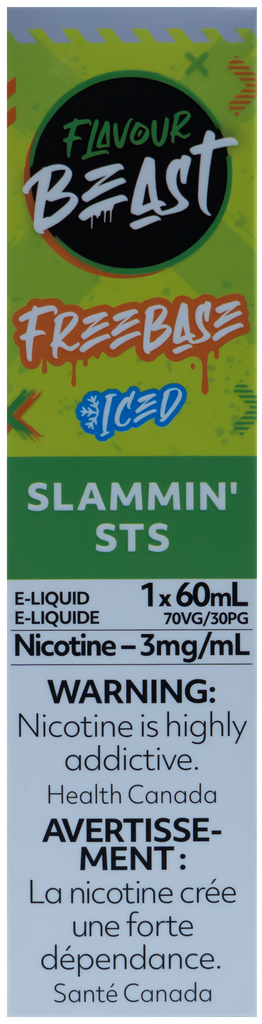 FLAVOUR
BEAST
FREEBASE
ICED
SLAMMIN'
STS
E-LIQUID 1 x 60mL
E-LIQUIDE 70VG/30PG
Nicotine – 3mg/mL
WARNING:
Nicotine is highly
addictive.
Health Canada
AVERTISSE-
MENT :
La nicotine crée
une forte
dépendance.
Santé Canada